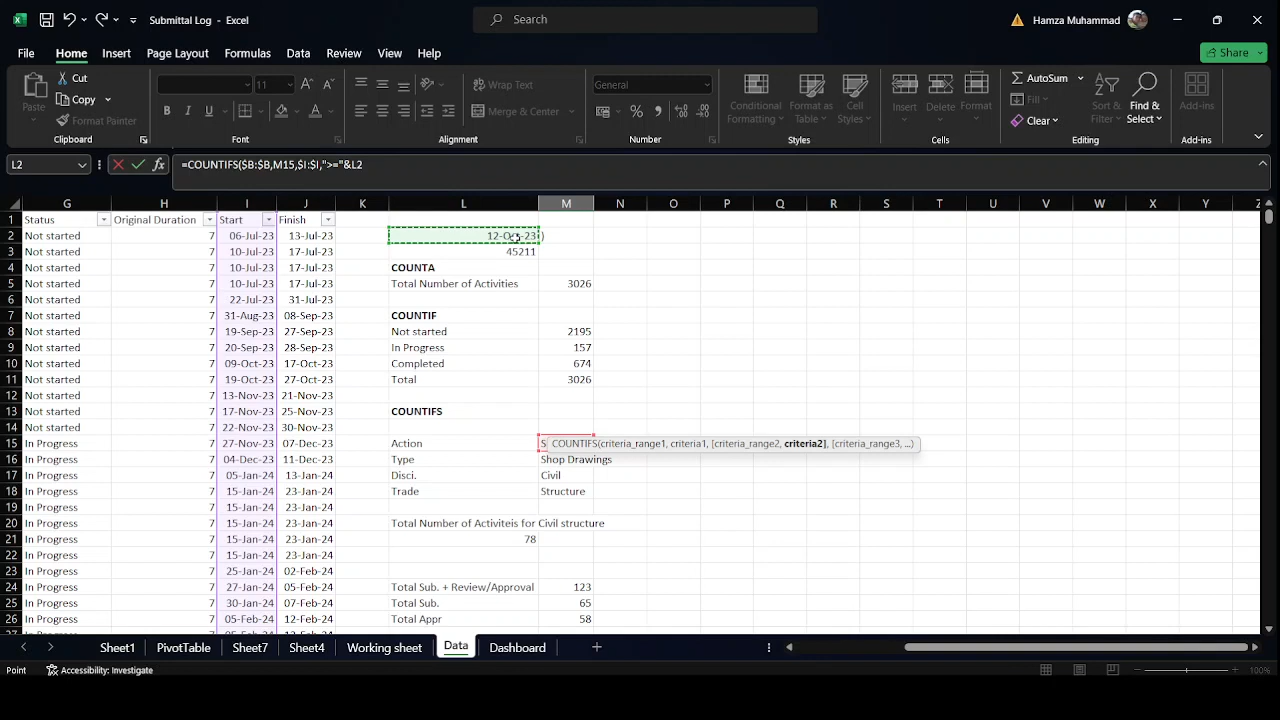 Submittal Log - Excel
Search
Hamza Muhammad
File Home Insert Page Layout Formulas Data Review View Help
Share
Paste
Cut
Copy
Format Painter
Clipboard
11
Font
Wrap Text
Merge & Center
Alignment
General
Number
Conditional Formatting
Format as Table
Cell Styles
Styles
Insert
Delete
Format
Cells
AutoSum
Fill
Clear
Sort & Filter
Find & Select
Editing
Add-ins
Add-ins
L2
=COUNTIFS($B:$B,M15,$I:$I,">="&L2
G H I J K L M N O P Q R S T U V W X Y Z
1 Status Original Duration Start Finish
2 Not started 7 06-Jul-23 13-Jul-23 12-Oct-23 )
3 Not started 7 10-Jul-23 17-Jul-23 45211
4 Not started 7 10-Jul-23 17-Jul-23 COUNTA
5 Not started 7 10-Jul-23 17-Jul-23 Total Number of Activities 3026
6 Not started 7 22-Jul-23 31-Jul-23
7 Not started 7 31-Aug-23 08-Sep-23 COUNTIF
8 Not started 7 19-Sep-23 27-Sep-23 Not started 2195
9 Not started 7 20-Sep-23 28-Sep-23 In Progress 157
10 Not started 7 09-Oct-23 17-Oct-23 Completed 674
11 Not started 7 19-Oct-23 27-Oct-23 Total 3026
12 Not started 7 13-Nov-23 21-Nov-23
13 Not started 7 17-Nov-23 25-Nov-23 COUNTIFS
14 Not started 7 22-Nov-23 30-Nov-23
15 In Progress 7 27-Nov-23 07-Dec-23 Action S COUNTIFS(criteria_range1, criteria1, [criteria_range2, criteria2], [criteria_range3, ...)
16 In Progress 7 04-Dec-23 11-Dec-23 Type Shop Drawings
17 In Progress 7 05-Jan-24 13-Jan-24 Disci. Civil
18 In Progress 7 15-Jan-24 23-Jan-24 Trade Structure
19 In Progress 7 15-Jan-24 23-Jan-24
20 In Progress 7 15-Jan-24 23-Jan-24 Total Number of Activiteis for Civil structure
21 In Progress 7 15-Jan-24 23-Jan-24 78
22 In Progress 7 15-Jan-24 23-Jan-24
23 In Progress 7 25-Jan-24 02-Feb-24
24 In Progress 7 27-Jan-24 05-Feb-24 Total Sub. + Review/Approval 123
25 In Progress 7 30-Jan-24 07-Feb-24 Total Sub. 65
26 In Progress 7 05-Feb-24 12-Feb-24 Total Appr 58
Sheet1 PivotTable Sheet7 Sheet4 Working sheet Data Dashboard
Point Accessibility: Investigate 100%